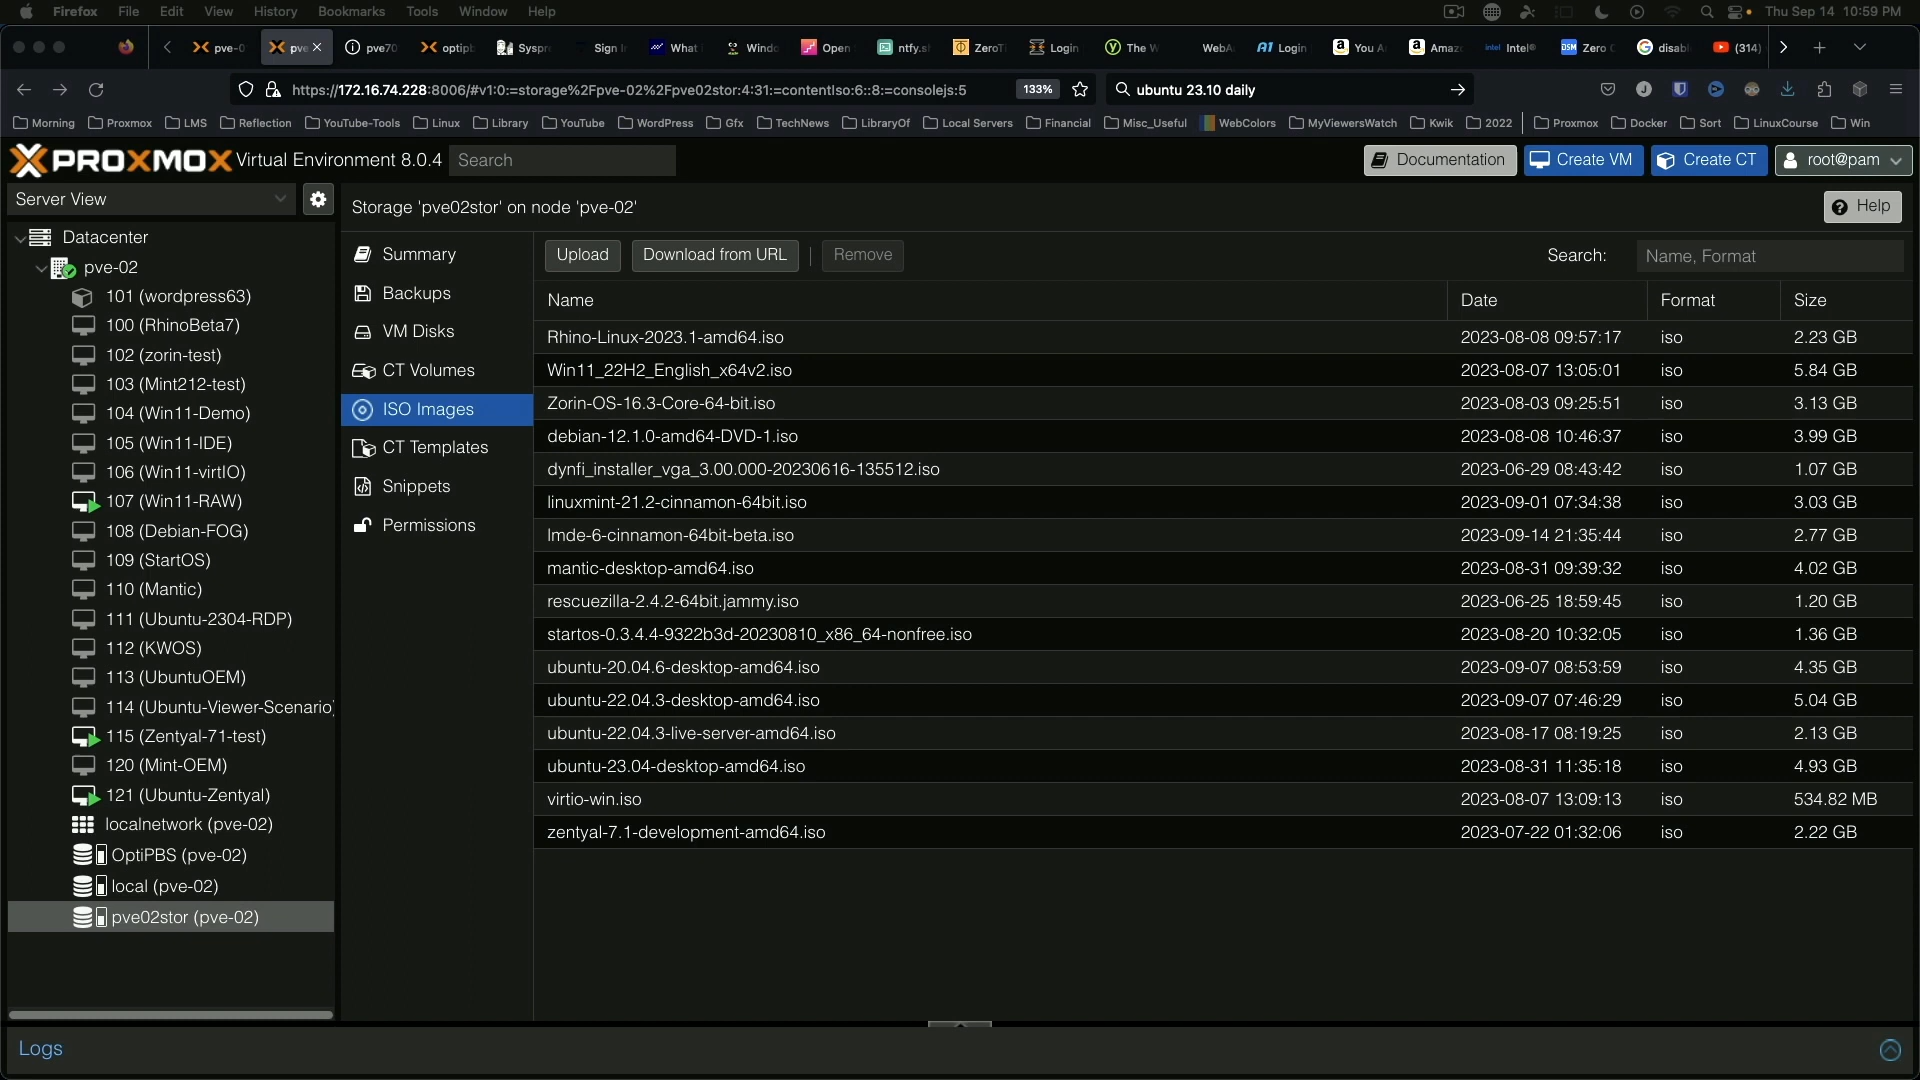 Firefox File Edit View History Bookmarks Tools Window Help Thu Sep 14 10:59 PM
pve-0 pve pve70 optipb Syspre Sign In What i Windo Open ntfy.s ZeroTi Login The W WebA Login You A Amaz Intel® Zero disabl (314)
https://172.16.74.228:8006/#v1:0:=storage%2Fpve-02%2Fpve02stor:4:31:=contentIso:6::8:=consolejs:5 133% ubuntu 23.10 daily
Morning Proxmox LMS Reflection YouTube-Tools Linux Library YouTube WordPress Gfx TechNews LibraryOf Local Servers Financial Misc_Useful WebColors MyViewersWatch Kwik 2022 Proxmox Docker Sort LinuxCourse Win
PROXMOX Virtual Environment 8.0.4 Search Documentation Create VM Create CT root@pam
Server View
Storage 'pve02stor' on node 'pve-02' Help
Datacenter
pve-02
101 (wordpress63)
100 (RhinoBeta7)
102 (zorin-test)
103 (Mint212-test)
104 (Win11-Demo)
105 (Win11-IDE)
106 (Win11-virtIO)
107 (Win11-RAW)
108 (Debian-FOG)
109 (StartOS)
110 (Mantic)
111 (Ubuntu-2304-RDP)
112 (KWOS)
113 (UbuntuOEM)
114 (Ubuntu-Viewer-Scenario)
115 (Zentyal-71-test)
120 (Mint-OEM)
121 (Ubuntu-Zentyal)
localnetwork (pve-02)
OptiPBS (pve-02)
local (pve-02)
pve02stor (pve-02)
Summary
Backups
VM Disks
CT Volumes
ISO Images
CT Templates
Snippets
Permissions
Upload Download from URL Remove Search: Name, Format
Name Date Format Size
Rhino-Linux-2023.1-amd64.iso 2023-08-08 09:57:17 iso 2.23 GB
Win11_22H2_English_x64v2.iso 2023-08-07 13:05:01 iso 5.84 GB
Zorin-OS-16.3-Core-64-bit.iso 2023-08-03 09:25:51 iso 3.13 GB
debian-12.1.0-amd64-DVD-1.iso 2023-08-08 10:46:37 iso 3.99 GB
dynfi_installer_vga_3.00.000-20230616-135512.iso 2023-06-29 08:43:42 iso 1.07 GB
linuxmint-21.2-cinnamon-64bit.iso 2023-09-01 07:34:38 iso 3.03 GB
lmde-6-cinnamon-64bit-beta.iso 2023-09-14 21:35:44 iso 2.77 GB
mantic-desktop-amd64.iso 2023-08-31 09:39:32 iso 4.02 GB
rescuezilla-2.4.2-64bit.jammy.iso 2023-06-25 18:59:45 iso 1.20 GB
startos-0.3.4.4-9322b3d-20230810_x86_64-nonfree.iso 2023-08-20 10:32:05 iso 1.36 GB
ubuntu-20.04.6-desktop-amd64.iso 2023-09-07 08:53:59 iso 4.35 GB
ubuntu-22.04.3-desktop-amd64.iso 2023-09-07 07:46:29 iso 5.04 GB
ubuntu-22.04.3-live-server-amd64.iso 2023-08-17 08:19:25 iso 2.13 GB
ubuntu-23.04-desktop-amd64.iso 2023-08-31 11:35:18 iso 4.93 GB
virtio-win.iso 2023-08-07 13:09:13 iso 534.82 MB
zentyal-7.1-development-amd64.iso 2023-07-22 01:32:06 iso 2.22 GB
Logs